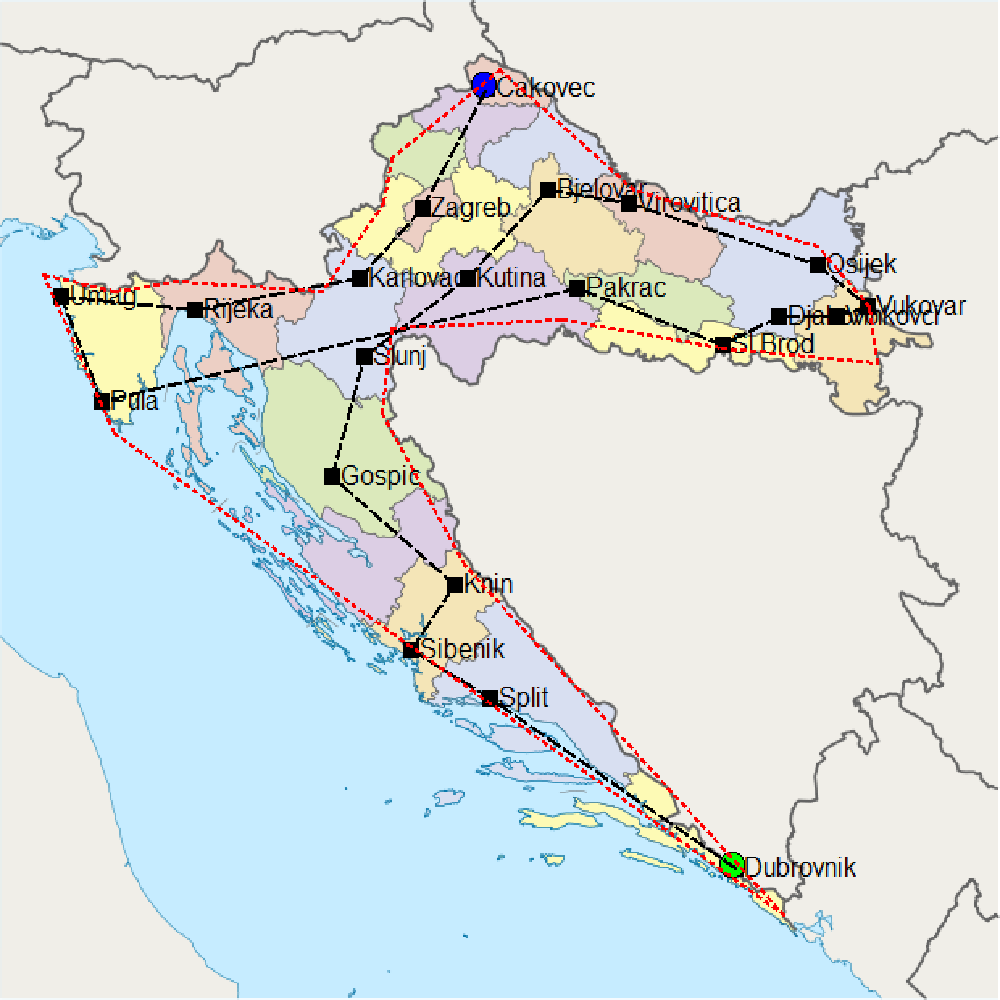 Cakovec
Bjelovar
Virovitica
Zagreb
Osijek
Karlovac
Kutina
Pakrac
Umag
Rijeka
Vukovar
Djakovo
Vinkovci
Sl Brod
Slunj
Pula
Gospic
Knin
Sibenik
Split
Dubrovnik